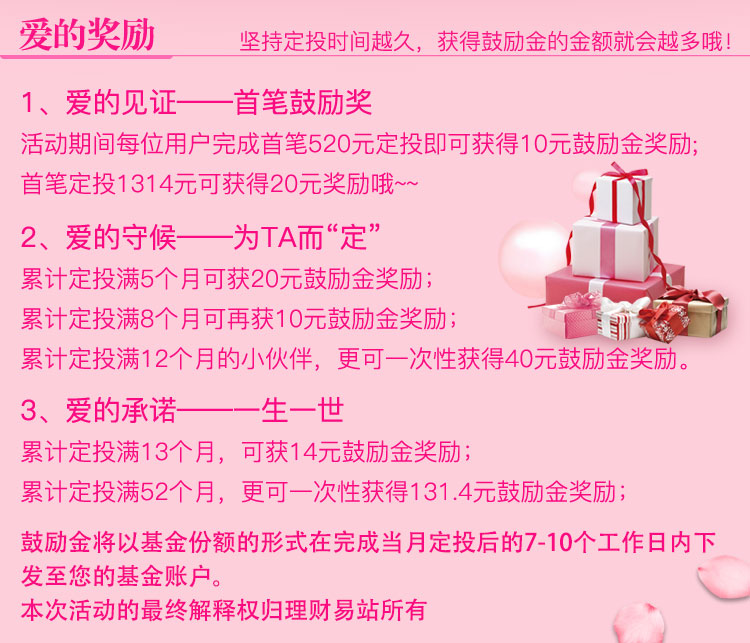 爱的奖励
坚持定投时间越久，获得鼓励金的金额就会越多哦！
1、爱的见证——首笔鼓励奖
活动期间每位用户完成首笔520元定投即可获得10元鼓励金奖励;
首笔定投1314元可获得20元奖励哦~~
2、爱的守候——为TA而“定”
累计定投满5个月可获20元鼓励金奖励；
累计定投满8个月可再获10元鼓励金奖励；
累计定投满12个月的小伙伴，更可一次性获得40元鼓励金奖励。
3、爱的承诺——一生一世
累计定投满13个月，可获14元鼓励金奖励；
累计定投满52个月，更可一次性获得131.4元鼓励金奖励；
鼓励金将以基金份额的形式在完成当月定投后的7-10个工作日内下
发至您的基金账户。
本次活动的最终解释权归理财易站所有